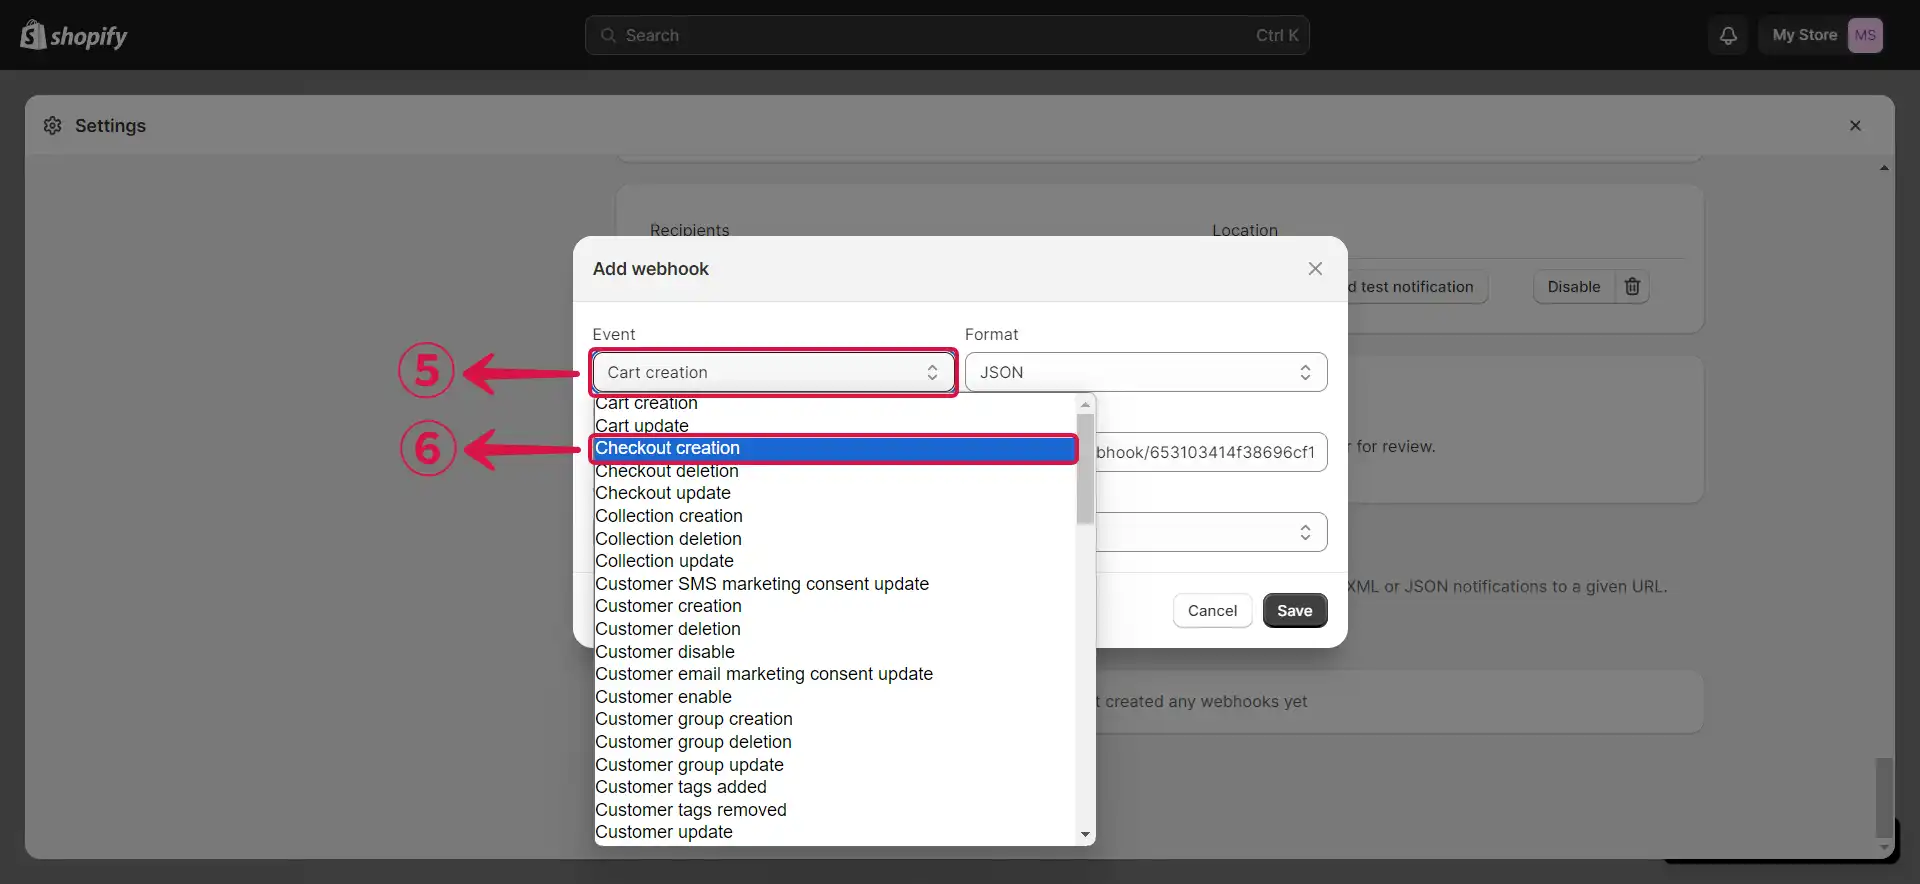 shopify
Search
Ctrl K
My Store
MS
Settings
Recipients
Location
Add webhook
d test notification
Disable
Event
Format
5
Cart creation
JSON
Cart creation
Cart update
6
Checkout creation
r for review.
bhook/653103414f38696cf1
Checkout deletion
Checkout update
Collection creation
Collection deletion
Collection update
Customer SMS marketing consent update
XML or JSON notifications to a given URL.
Customer creation
Cancel
Save
Customer deletion
Customer disable
Customer email marketing consent update
Customer enable
t created any webhooks yet
Customer group creation
Customer group deletion
Customer group update
Customer tags added
Customer tags removed
Customer update